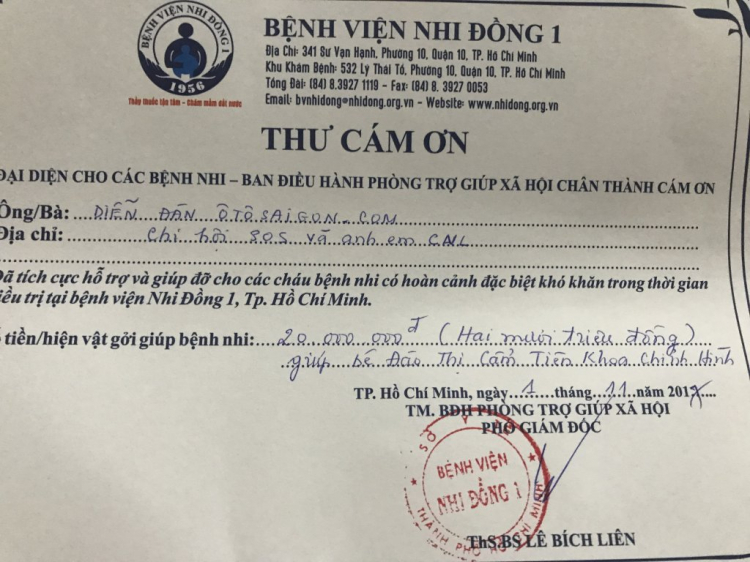 BỆNH VIỆN NHI ĐỒNG 1
1956
Thầy thuốc tận tâm - Chăm mầm đất nước
BỆNH VIỆN NHI ĐỒNG 1
Địa Chỉ: 341 Sư Vạn Hạnh, Phường 10, Quận 10, TP. Hồ Chí Minh
Khu Khám Bệnh: 532 Lý Thái Tổ, Phường 10, Quận 10, TP. Hồ Chí Minh
Tổng Đài: (84) 8.3927 1119 - Fax: (84) 8. 3927 0053
Email: bvnhidong@nhidong.org.vn - Website: www.nhidong.org.vn
THƯ CÁM ƠN
ĐẠI DIỆN CHO CÁC BỆNH NHI – BAN ĐIỀU HÀNH PHÒNG TRỢ GIÚP XÃ HỘI CHÂN THÀNH CÁM ƠN
Ông/Bà: DIỄN ĐÀN ÔTÔSAIGON.COM
Địa chỉ: Chi hội SOS và anh em CNL
Đã tích cực hỗ trợ và giúp đỡ cho các cháu bệnh nhi có hoàn cảnh đặc biệt khó khăn trong thời gian
điều trị tại bệnh viện Nhi Đồng 1, Tp. Hồ Chí Minh.
tiền/hiện vật gởi giúp bệnh nhi: 20.000.000đ (Hai mươi triệu đồng)
giúp bé Đào Thị Cẩm Tiên Khoa Chỉnh Hình
TP. Hồ Chí Minh, ngày 1 tháng 11 năm 201
TM. BĐH PHÒNG TRỢ GIÚP XÃ HỘI
PHÓ GIÁM ĐỐC
SỞ Y TẾ
BỆNH VIỆN
NHI ĐỒNG 1
THÀNH PHỐ HỒ CHÍ MINH
ThS.BS LÊ BÍCH LIÊN